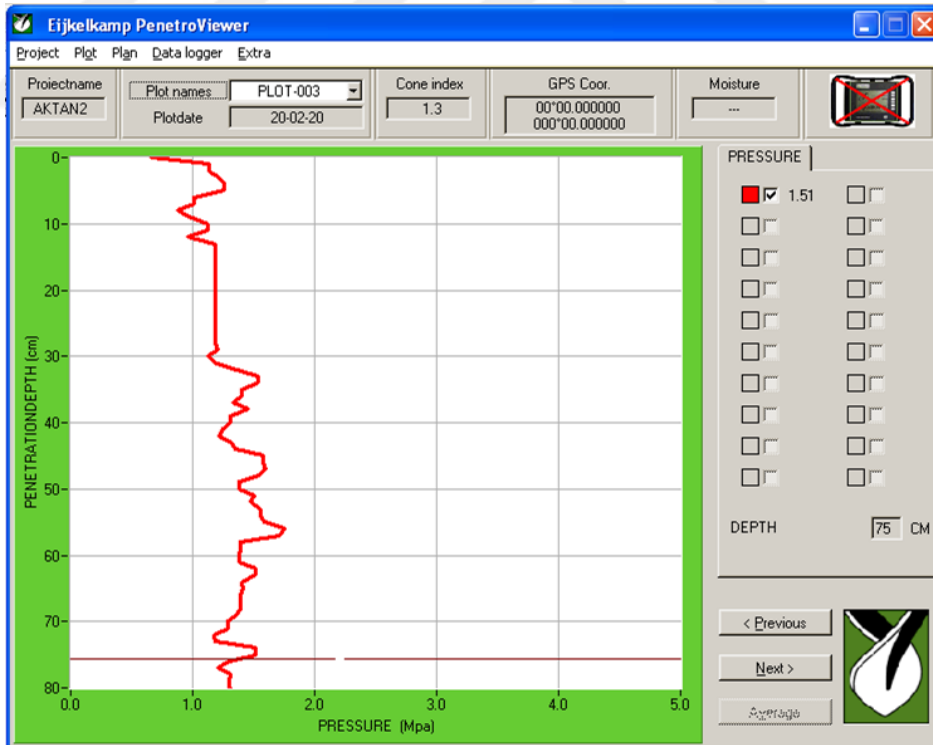 Eijkelkamp PenetroViewer
Project Plot Plan Data logger Extra
Projectname
AKTAN2
Plot names PLOT-003
Plotdate 20-02-20
Cone index
1.3
GPS Coor.
00°00.000000
000°00.000000
Moisture
---
PRESSURE
1.51
DEPTH 75 CM
< Previous
Next >
Average
PENETRATIONDEPTH (cm)
0
10
20
30
40
50
60
70
80
0.0 1.0 2.0 3.0 4.0 5.0
PRESSURE (Mpa)